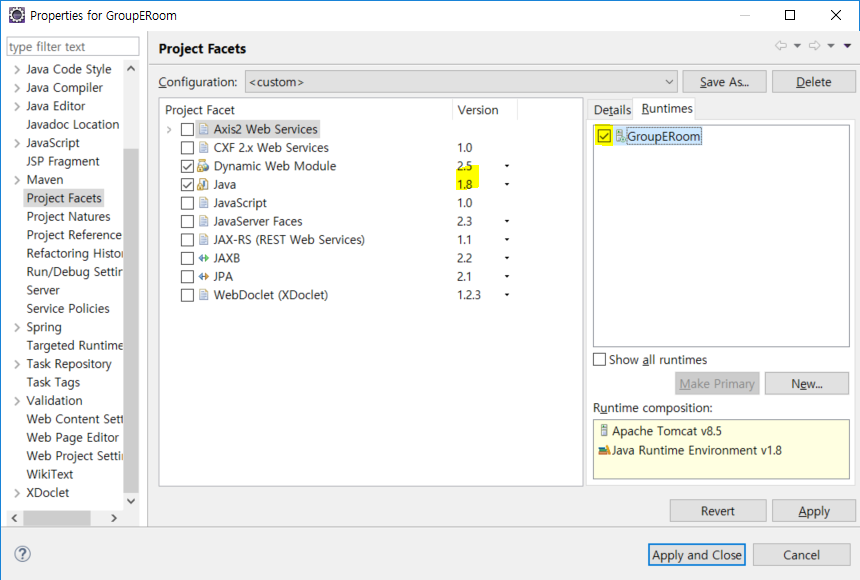 Properties for GroupERoom
type filter text
Java Code Style
Java Compiler
Java Editor
Javadoc Location
JavaScript
JSP Fragment
Maven
Project Facets
Project Natures
Project Reference
Refactoring Histo
Run/Debug Settin
Server
Service Policies
Spring
Targeted Runtime
Task Repository
Task Tags
Validation
Web Content Sett
Web Page Editor
Web Project Settin
WikiText
XDoclet
Project Facets
Configuration: <custom> Save As... Delete
Project Facet Version
Axis2 Web Services
CXF 2.x Web Services 1.0
Dynamic Web Module 2.5
Java 1.8
JavaScript 1.0
JavaServer Faces 2.3
JAX-RS (REST Web Services) 1.1
JAXB 2.2
JPA 2.1
WebDoclet (XDoclet) 1.2.3
Details Runtimes
GroupERoom
Show all runtimes
Make Primary New...
Runtime composition:
Apache Tomcat v8.5
Java Runtime Environment v1.8
Revert Apply
? Apply and Close Cancel